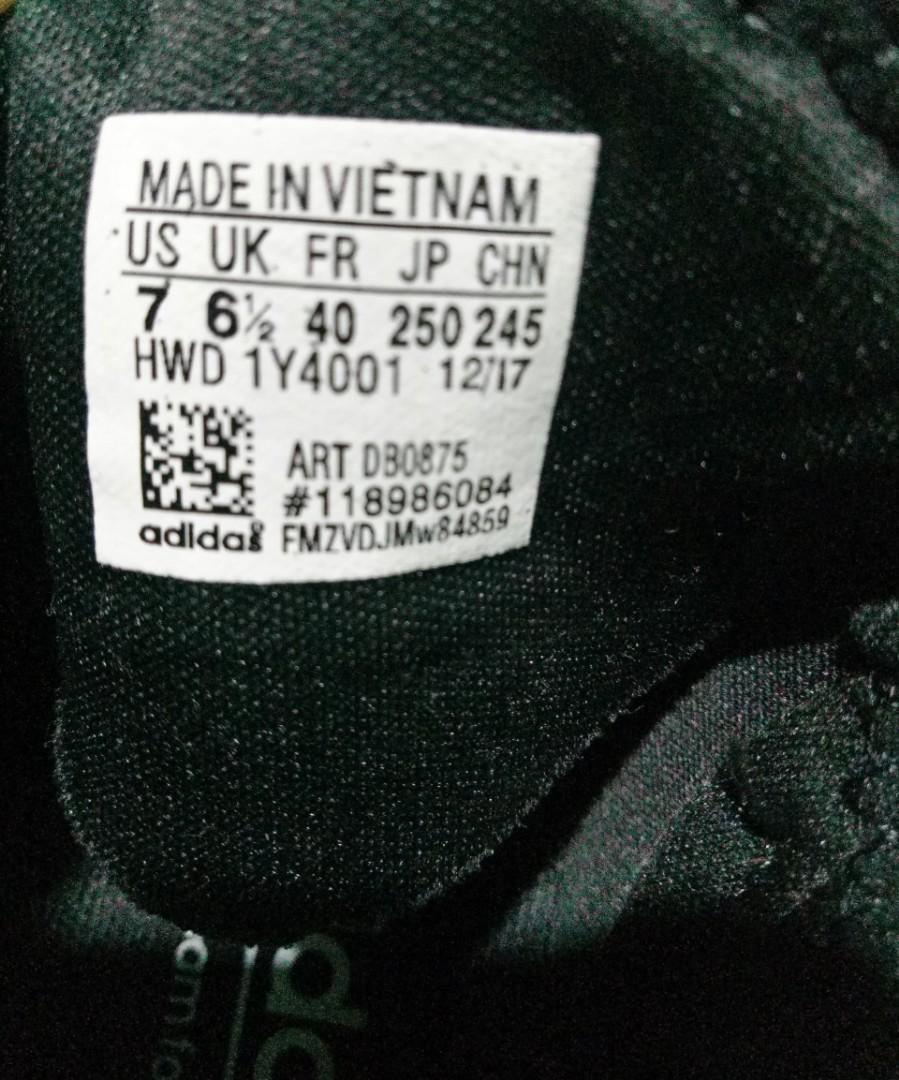 MADE IN VIETNAM
US UK FR JP CHN
7 6½ 40 250 245
HWD 1Y4001 12/17
ART DB0875
#118986084
adidas FMZVDJMw84859